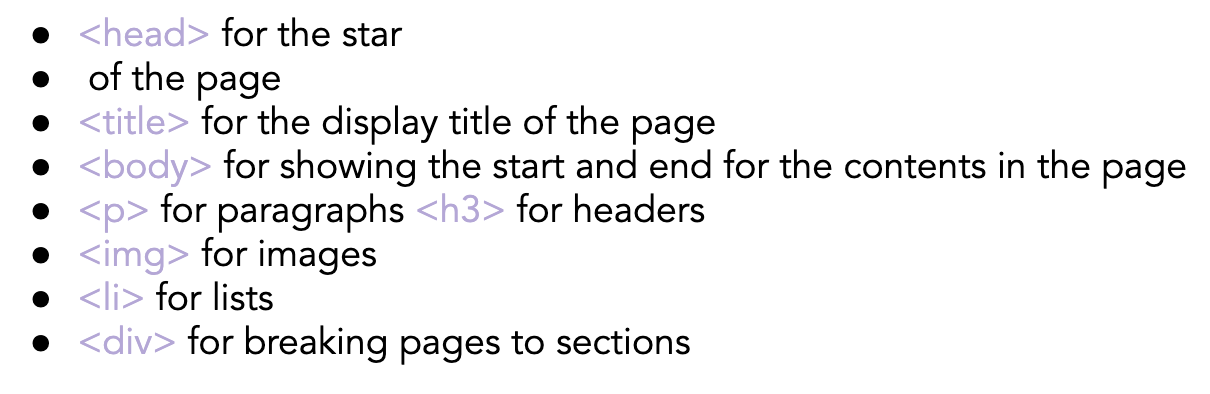 ● <head> for the star
● of the page
● <title> for the display title of the page
● <body> for showing the start and end for the contents in the page
● <p> for paragraphs <h3> for headers
● <img> for images
● <li> for lists
● <div> for breaking pages to sections